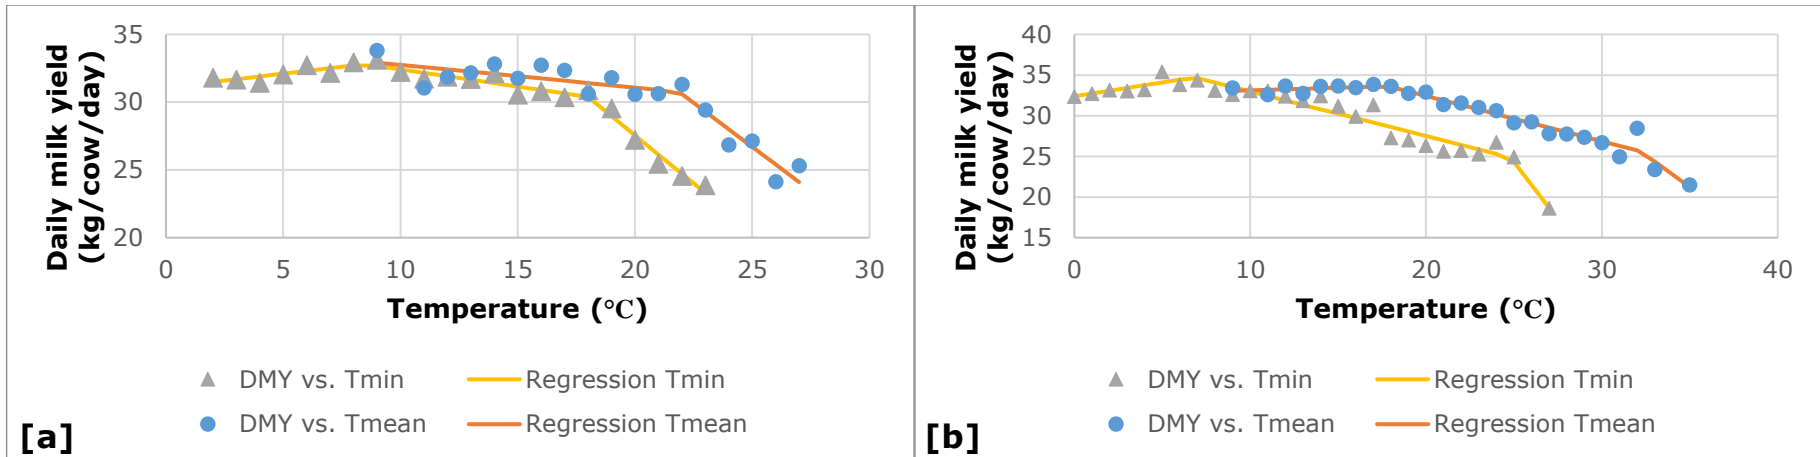 Daily milk yield
(kg/cow/day)
35
30
25
20
0 5 10 15 20 25 30
Temperature (°C)
DMY vs. Tmin Regression Tmin
DMY vs. Tmean Regression Tmean
[a]
Daily milk yield
(kg/cow/day)
40
35
30
25
20
15
0 10 20 30 40
Temperature (°C)
DMY vs. Tmin Regression Tmin
DMY vs. Tmean Regression Tmean
[b]